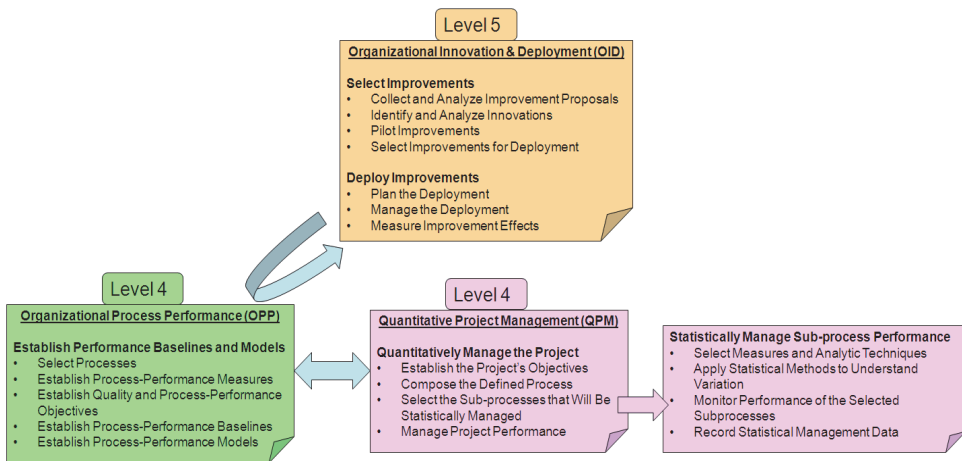 Level 5
Organizational Innovation & Deployment (OID)
Select Improvements
• Collect and Analyze Improvement Proposals
• Identify and Analyze Innovations
• Pilot Improvements
• Select Improvements for Deployment
Deploy Improvements
• Plan the Deployment
• Manage the Deployment
• Measure Improvement Effects
Level 4
Organizational Process Performance (OPP)
Establish Performance Baselines and Models
• Select Processes
• Establish Process-Performance Measures
• Establish Quality and Process-Performance
Objectives
• Establish Process-Performance Baselines
• Establish Process-Performance Models
Level 4
Quantitative Project Management (QPM)
Quantitatively Manage the Project
• Establish the Project's Objectives
• Compose the Defined Process
• Select the Sub-processes that Will Be
Statistically Managed
• Manage Project Performance
Statistically Manage Sub-process Performance
• Select Measures and Analytic Techniques
• Apply Statistical Methods to Understand
Variation
• Monitor Performance of the Selected
Subprocesses
• Record Statistical Management Data